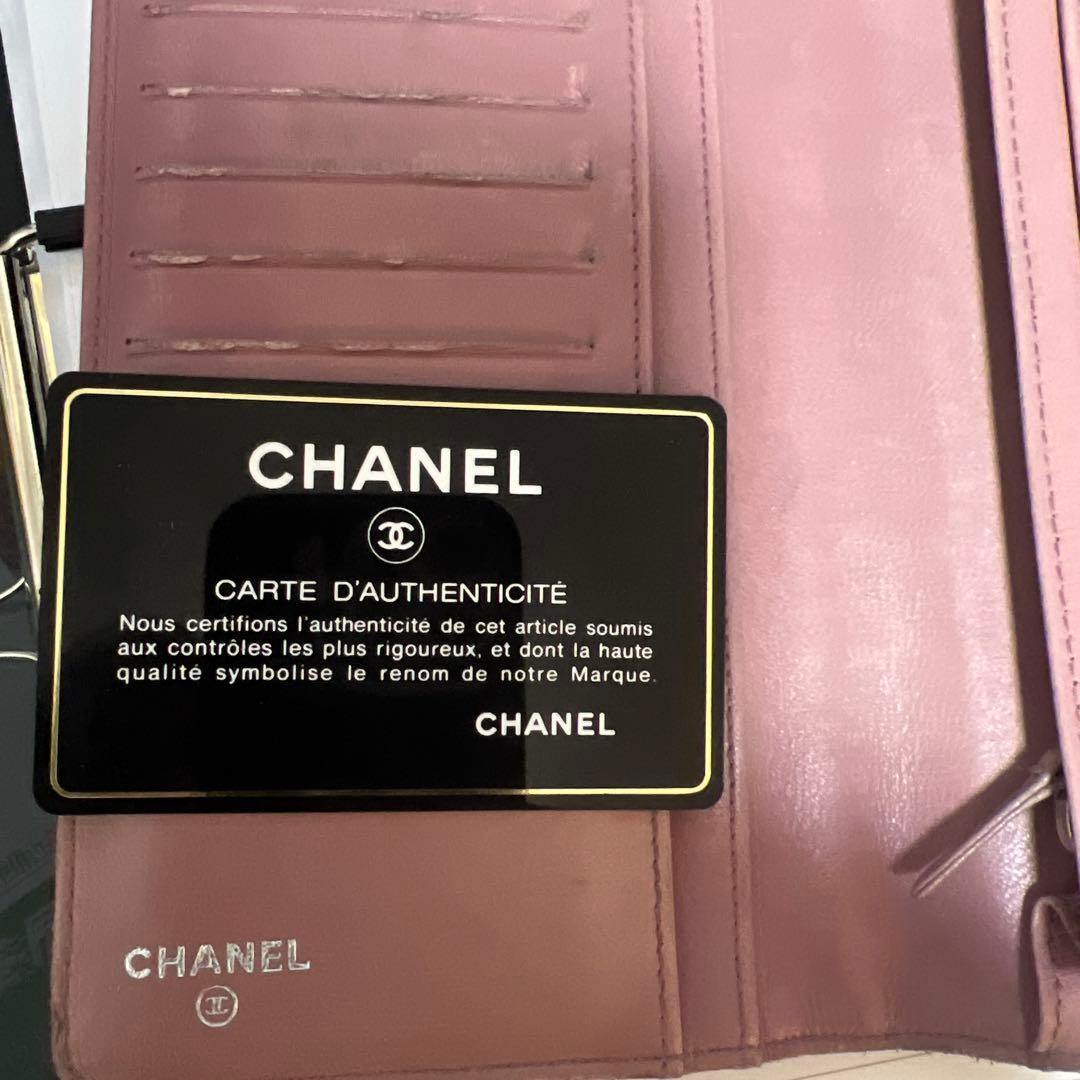 CHANEL
CARTE D'AUTHENTICITÉ
Nous certifions l'authenticité de cet article soumis
aux contrôles les plus rigoureux, et dont la haute
qualité symbolise le renom de notre Marque.
CHANEL
CHANEL